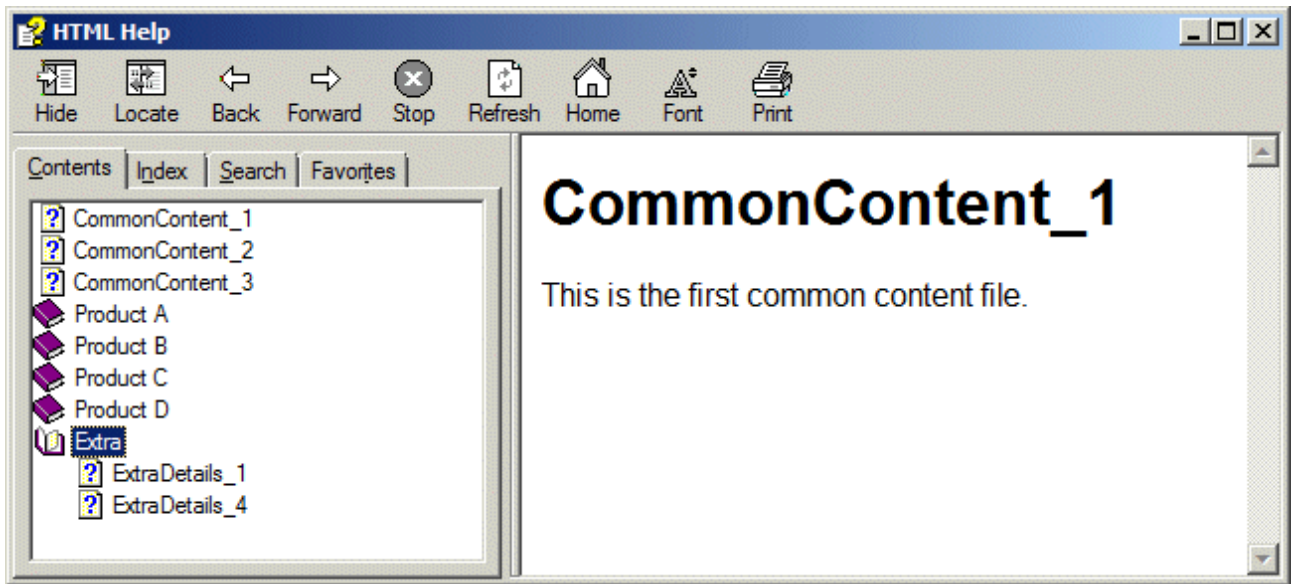 HTML Help
Hide Locate Back Forward Stop Refresh Home Font Print
Contents Index Search Favorites
CommonContent_1
CommonContent_2
CommonContent_3
Product A
Product B
Product C
Product D
Extra
ExtraDetails_1
ExtraDetails_4
CommonContent_1
This is the first common content file.